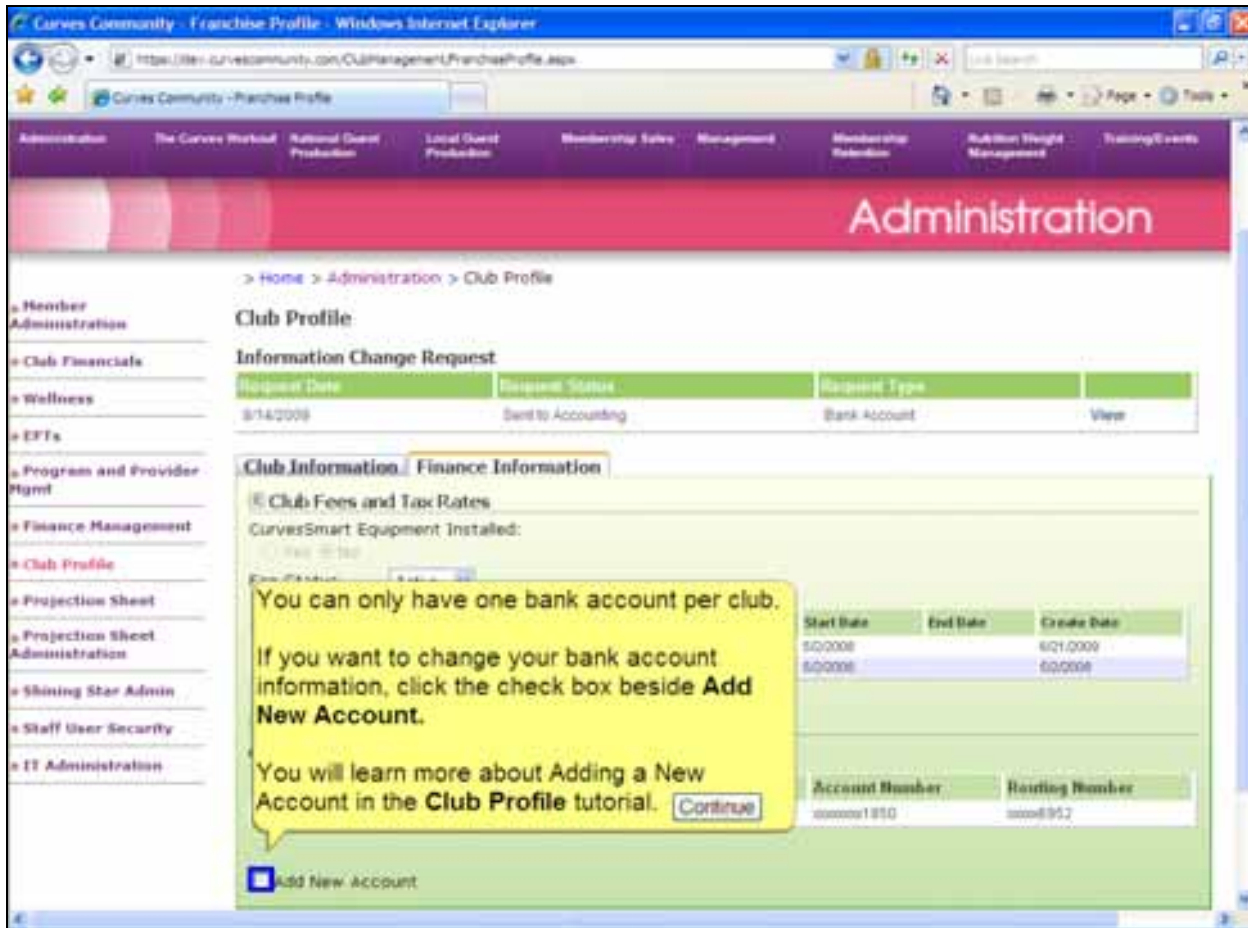 Curves Community - Franchise Profile - Windows Internet Explorer
Curves Community - Franchise Profile
Page
Tools
Administration
The Curves Workout
National Guest Production
Local Guest Production
Membership Sales
Management
Membership Retention
Nutrition Weight Management
Training/Events
Administration
> Home > Administration > Club Profile
Member Administration
Club Financials
Wellness
EFTs
Program and Provider Mgmt
Finance Management
Club Profile
Projection Sheet
Projection Sheet Administration
Shining Star Admin
Staff User Security
IT Administration
Club Profile
Information Change Request
Request Date Request Status Request Type
8/14/2009 Sent to Accounting Bank Account View
Club Information Finance Information
Club Fees and Tax Rates
CurvesSmart Equipment Installed:
Yes No
Start Date End Date Create Date
You can only have one bank account per club.
If you want to change your bank account
information, click the check box beside Add
New Account.
You will learn more about Adding a New
Account in the Club Profile tutorial. Continue
Account Number Routing Number
Add New Account